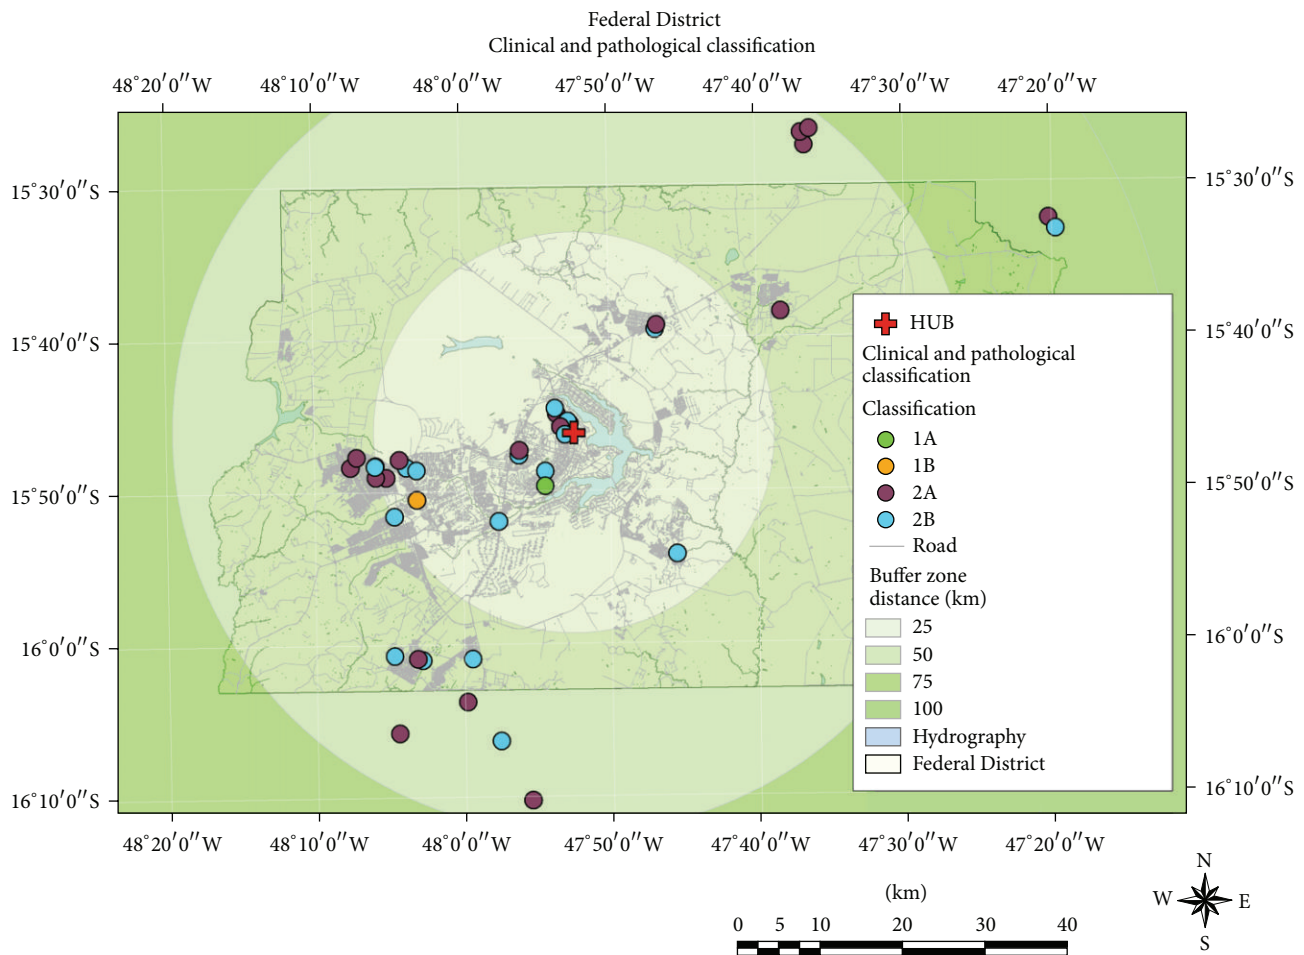 Federal District
Clinical and pathological classification
48°20′0″W 48°10′0″W 48°0′0″W 47°50′0″W 47°40′0″W 47°30′0″W 47°20′0″W
15°30′0″S 15°30′0″S
15°40′0″S 15°40′0″S
15°50′0″S 15°50′0″S
16°0′0″S 16°0′0″S
16°10′0″S 16°10′0″S
HUB
Clinical and pathological
classification
Classification
1A
1B
2A
2B
Road
Buffer zone
distance (km)
25
50
75
100
Hydrography
Federal District
48°20′0″W 48°10′0″W 48°0′0″W 47°50′0″W 47°40′0″W 47°30′0″W 47°20′0″W
(km)
0 5 10 20 30 40
N
W E
S